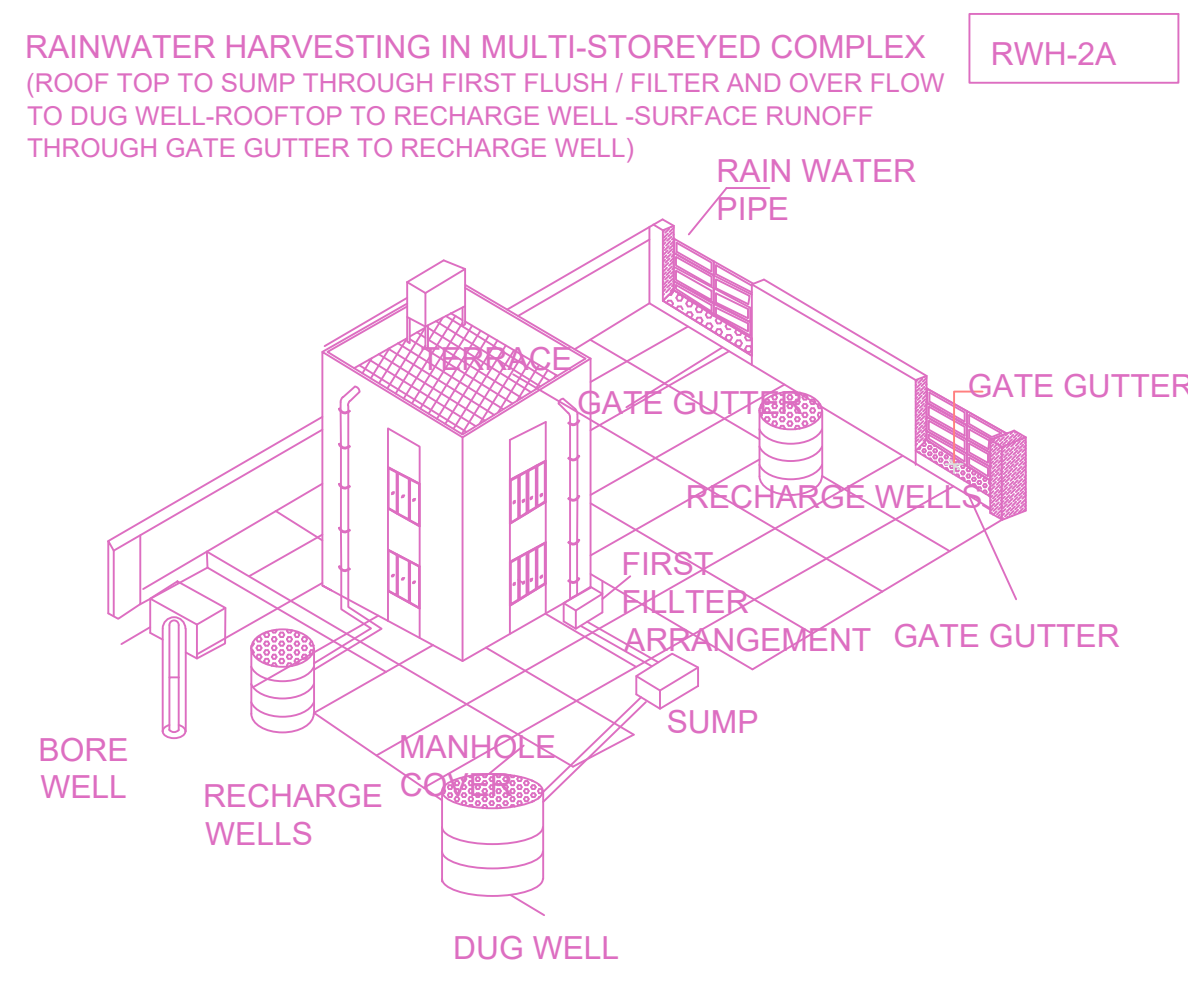 RAINWATER HARVESTING IN MULTI-STOREYED COMPLEX
RWH-2A
(ROOF TOP TO SUMP THROUGH FIRST FLUSH / FILTER AND OVER FLOW
TO DUG WELL-ROOFTOP TO RECHARGE WELL -SURFACE RUNOFF
THROUGH GATE GUTTER TO RECHARGE WELL)
RAIN WATER
PIPE
TERRACE
GATE GUTTER
GATE GUTTER
RECHARGE WELLS
FIRST
FILLTER
ARRANGEMENT
GATE GUTTER
SUMP
BORE
WELL
MANHOLE
COVER
RECHARGE
WELLS
DUG WELL